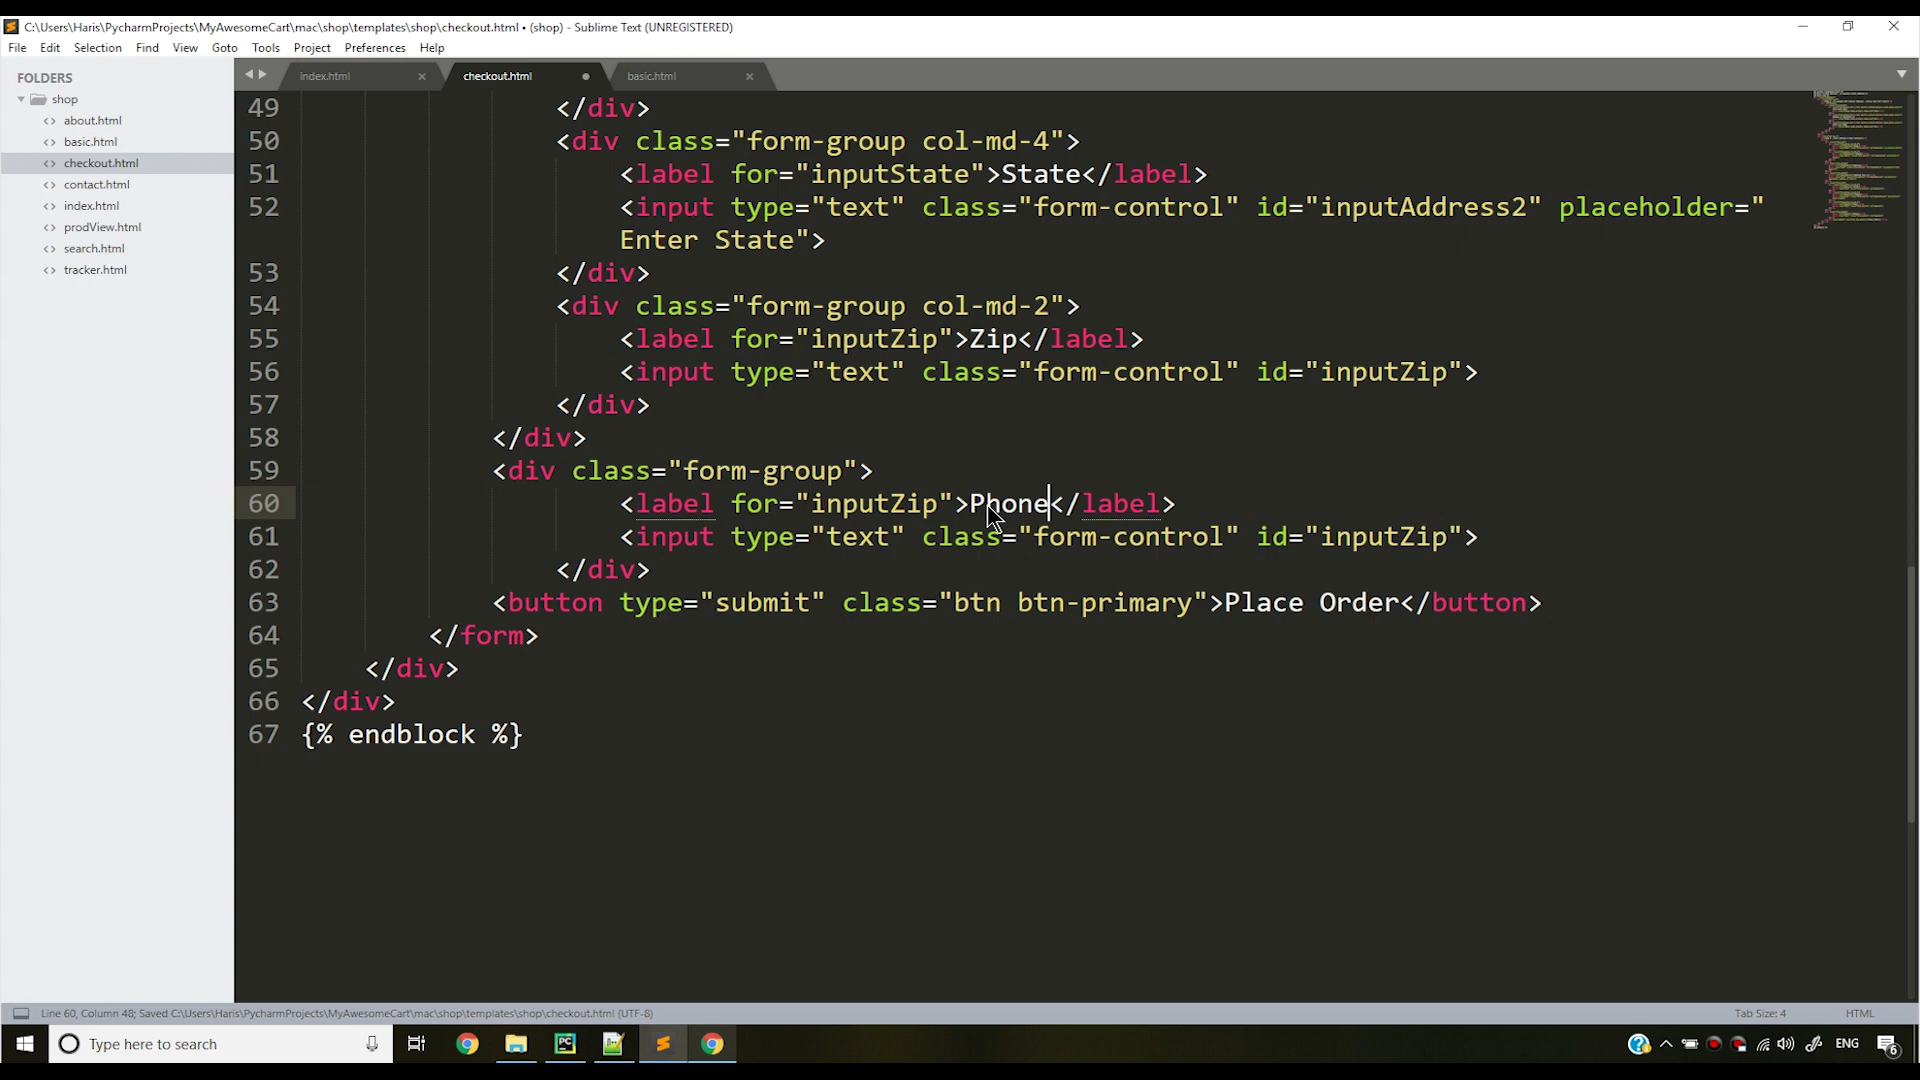 C:\Users\Haris\PycharmProjects\MyAwesomeCart\mac\shop\templates\shop\checkout.html • (shop) - Sublime Text (UNREGISTERED)
File Edit Selection Find View Goto Tools Project Preferences Help
FOLDERS
shop
about.html
basic.html
checkout.html
contact.html
index.html
prodView.html
search.html
tracker.html
index.html checkout.html basic.html
49 </div>
50 <div class="form-group col-md-4">
51 <label for="inputState">State</label>
52 <input type="text" class="form-control" id="inputAddress2" placeholder="
Enter State">
53 </div>
54 <div class="form-group col-md-2">
55 <label for="inputZip">Zip</label>
56 <input type="text" class="form-control" id="inputZip">
57 </div>
58 </div>
59 <div class="form-group">
60 <label for="inputZip">Phone</label>
61 <input type="text" class="form-control" id="inputZip">
62 </div>
63 <button type="submit" class="btn btn-primary">Place Order</button>
64 </form>
65 </div>
66 </div>
67 {% endblock %}
Line 60, Column 48; Saved C:\Users\Haris\PycharmProjects\MyAwesomeCart\mac\shop\templates\shop\checkout.html (UTF-8) Tab Size: 4 HTML
Type here to search PC ENG 6